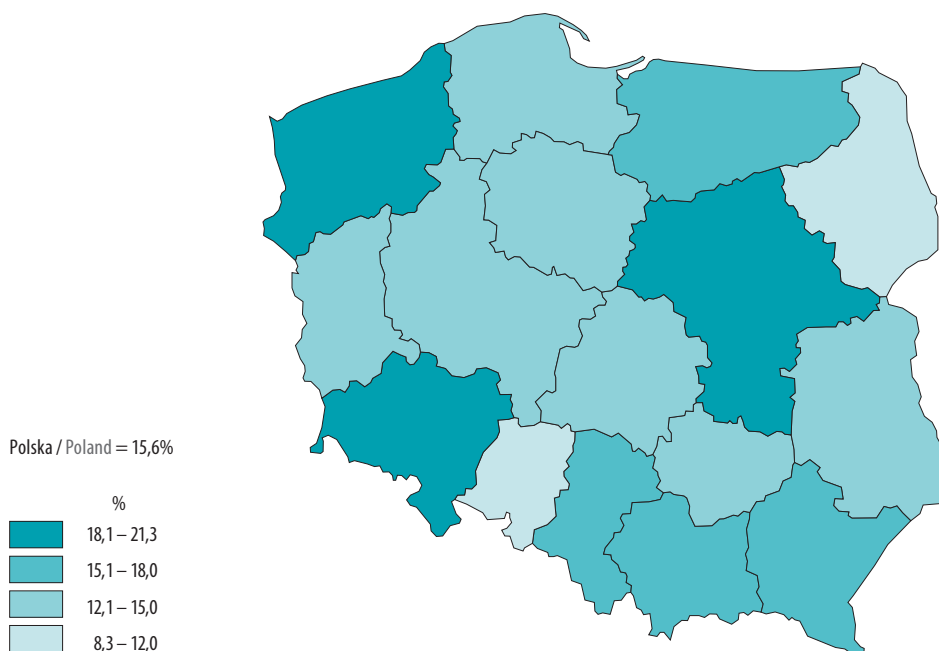 Polska / Poland = 15,6%
%
18,1 – 21,3
15,1 – 18,0
12,1 – 15,0
8,3 – 12,0